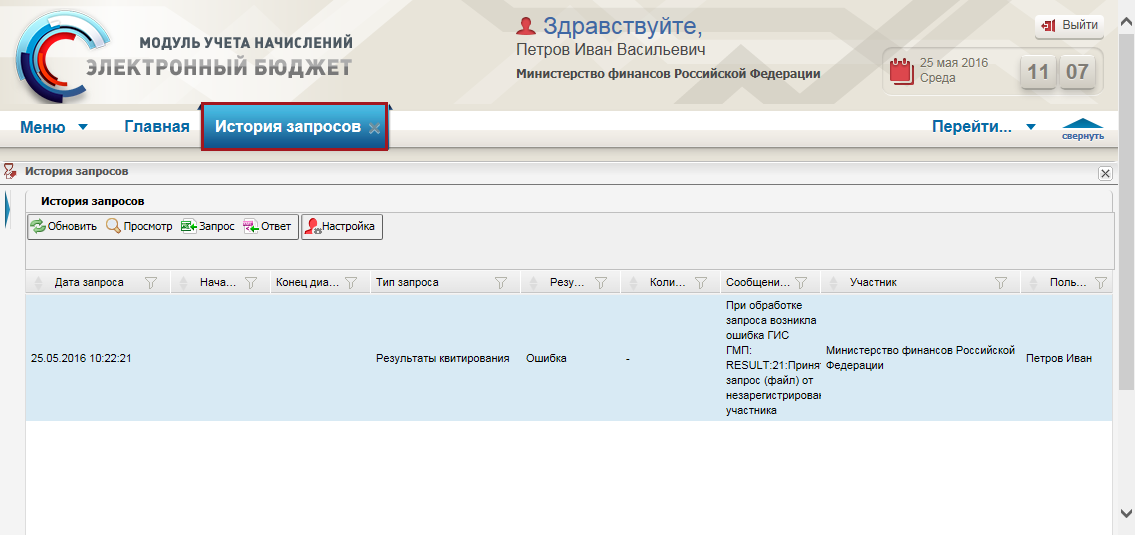 Здравствуйте,
Выйти
МОДУЛЬ УЧЕТА НАЧИСЛЕНИЙ
ЭЛЕКТРОННЫЙ БЮДЖЕТ
Петров Иван Васильевич
Министерство финансов Российской Федерации
25 мая 2016
Среда
11 07
Меню Главная История запросов Перейти... свернуть
История запросов
История запросов
Обновить Просмотр Запрос Ответ Настройка
Дата запроса Нача... Конец диа... Тип запроса Резу... Коли... Сообщени... Участник Поль...
25.05.2016 10:22:21 Результаты квитирования Ошибка -
При обработке
запроса возникла
ошибка ГИС
ГМП:
RESULT:21:Принят
запрос (файл) от
незарегистрирован
участника
Министерство финансов Российской
Федерации
Петров Иван